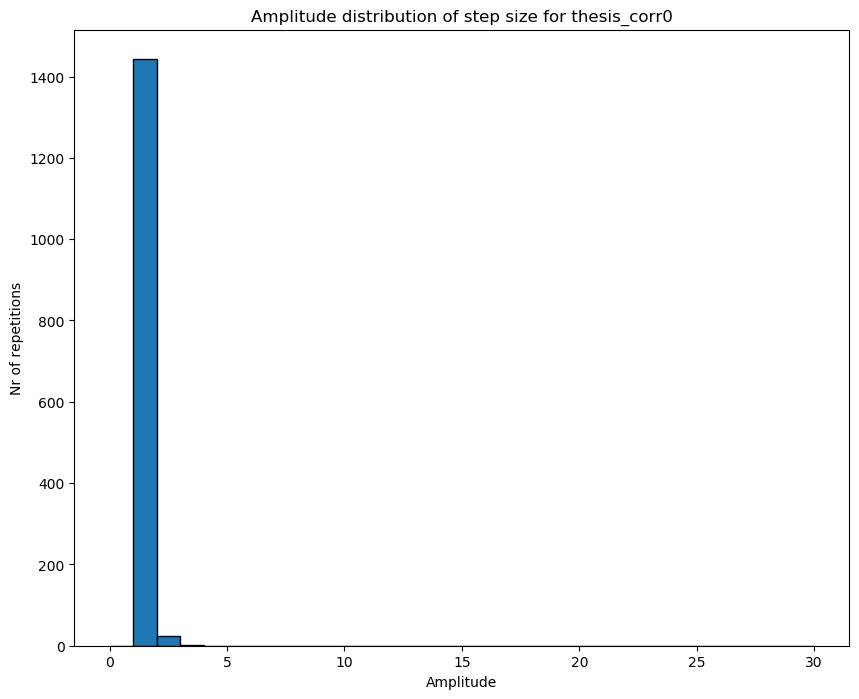 Amplitude distribution of step size for thesis_corr0
Nr of repetitions
1400
1200
1000
800
600
400
200
0
0 5 10 15 20 25 30
Amplitude